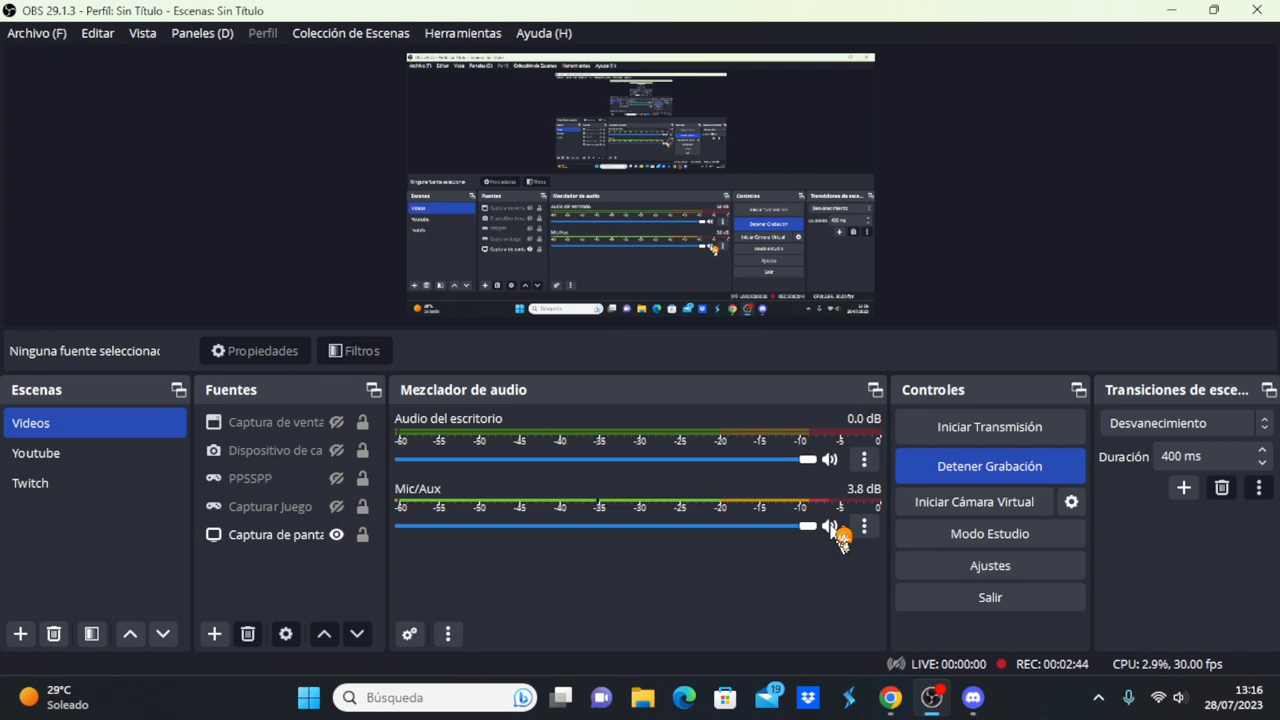 OBS 29.1.3 - Perfil: Sin Título - Escenas: Sin Título
Archivo (F) Editar Vista Paneles (D) Perfil Colección de Escenas Herramientas Ayuda (H)
Ninguna fuente seleccionac Propiedades Filtros
Escenas
Videos
Youtube
Twitch
Fuentes
Captura de venta
Dispositivo de ca
PPSSPP
Capturar Juego
Captura de panta
Mezclador de audio
Audio del escritorio 0.0 dB
-60 -55 -50 -45 -40 -35 -30 -25 -20 -15 -10 -5 0
Mic/Aux 3.8 dB
-60 -55 -50 -45 -40 -35 -30 -25 -20 -15 -10 -5 0
Controles
Iniciar Transmisión
Detener Grabación
Iniciar Cámara Virtual
Modo Estudio
Ajustes
Salir
Transiciones de esce...
Desvanecimiento
Duración 400 ms
LIVE: 00:00:00 REC: 00:02:44 CPU: 2.9%, 30.00 fps
29°C
Soleado
Búsqueda
19
13:16
28/07/2023